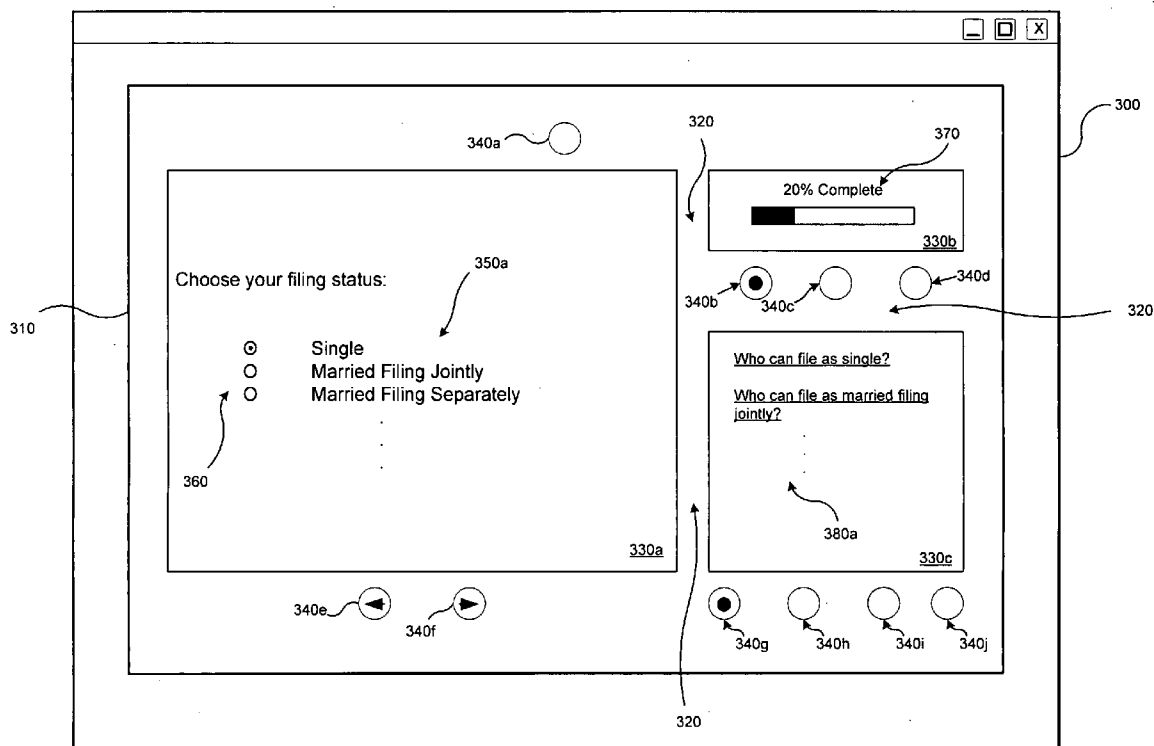 X
300
340a
320
370
20% Complete
330b
350a
Choose your filing status:
340b
340c
340d
310
320
Single
Married Filing Jointly
Married Filing Separately
360
330a
Who can file as single?
Who can file as married filing
jointly?
380a
330c
340e
340f
340g
340h
340i
340j
320